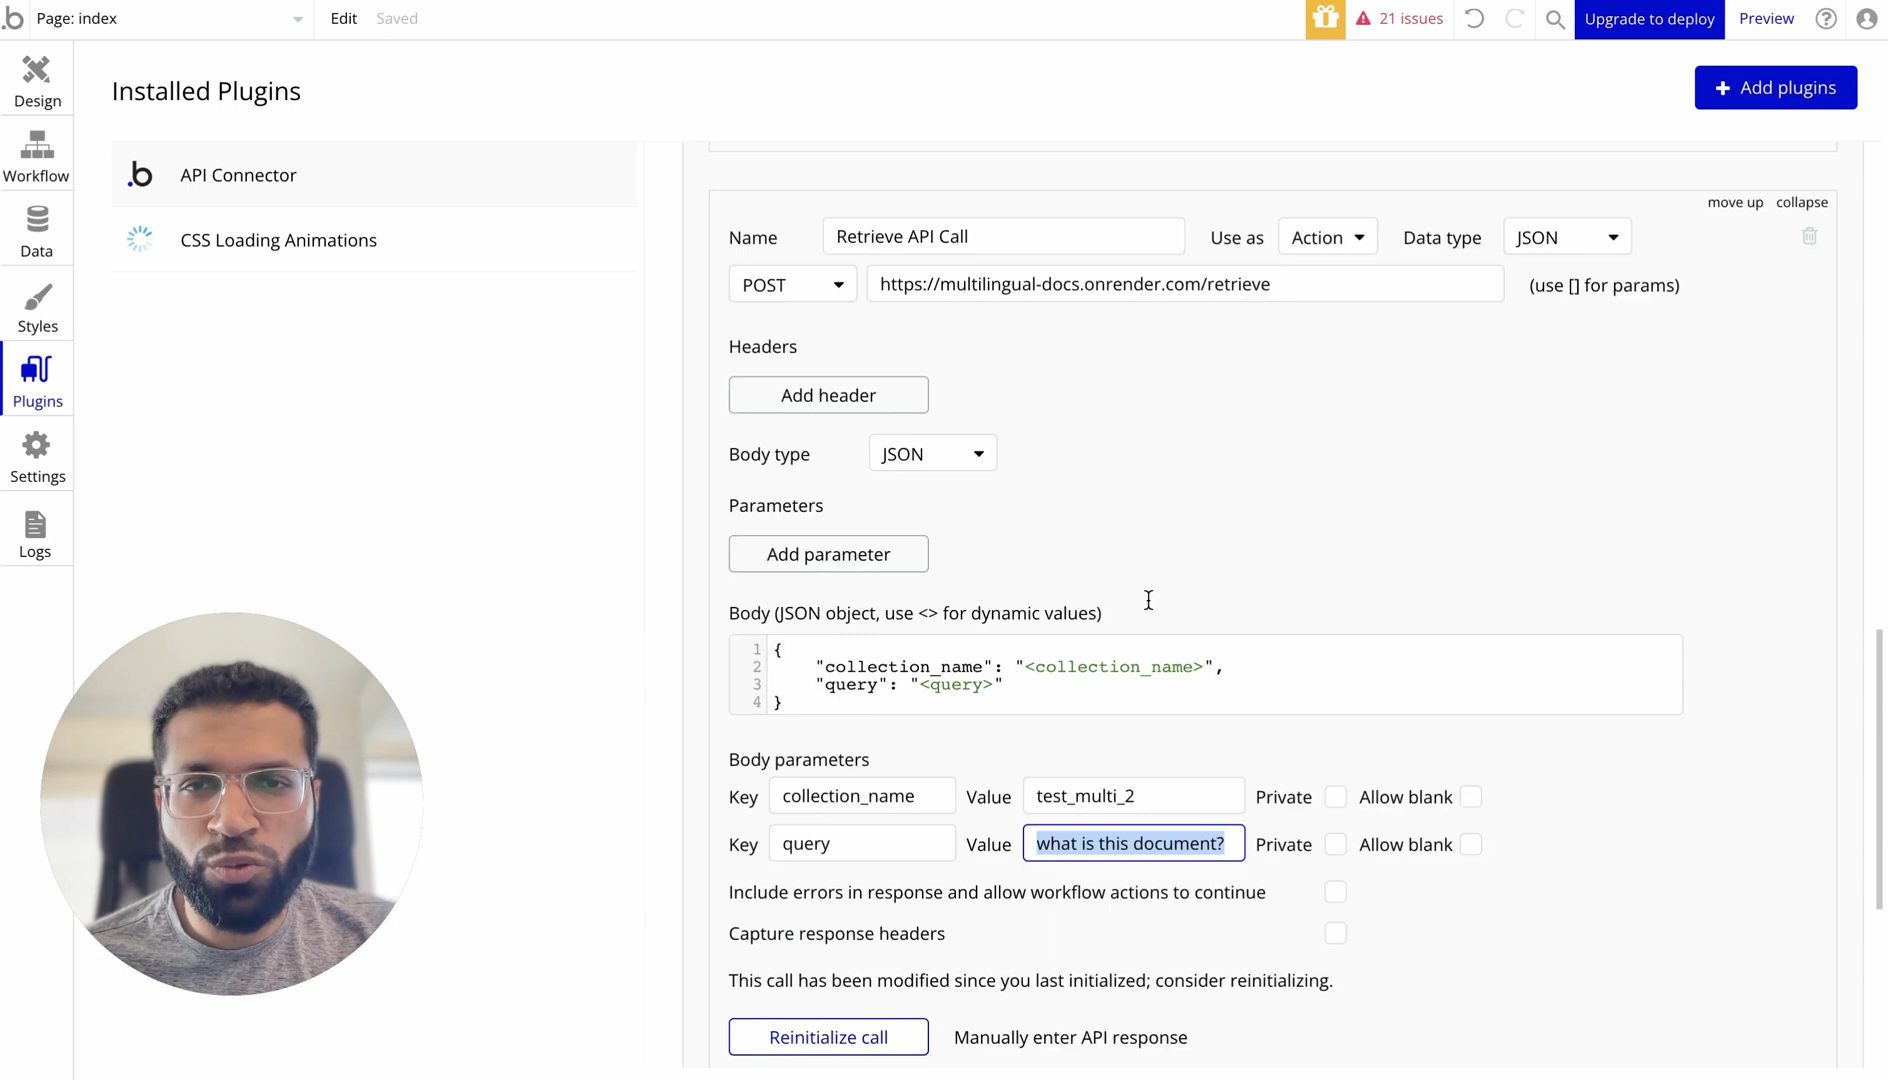 Page: index
Edit
Saved
21 issues
Upgrade to deploy
Preview
Design
Workflow
Data
Styles
Plugins
Settings
Logs
Installed Plugins
+ Add plugins
API Connector
CSS Loading Animations
move up
collapse
Name
Retrieve API Call
Use as
Action
Data type
JSON
POST
https://multilingual-docs.onrender.com/retrieve
(use [] for params)
Headers
Add header
Body type
JSON
Parameters
Add parameter
Body (JSON object, use <> for dynamic values)
1 {
2 "collection_name": "<collection_name>",
3 "query": "<query>"
4 }
Body parameters
Key collection_name Value test_multi_2 Private Allow blank
Key query Value what is this document? Private Allow blank
Include errors in response and allow workflow actions to continue
Capture response headers
This call has been modified since you last initialized; consider reinitializing.
Reinitialize call
Manually enter API response